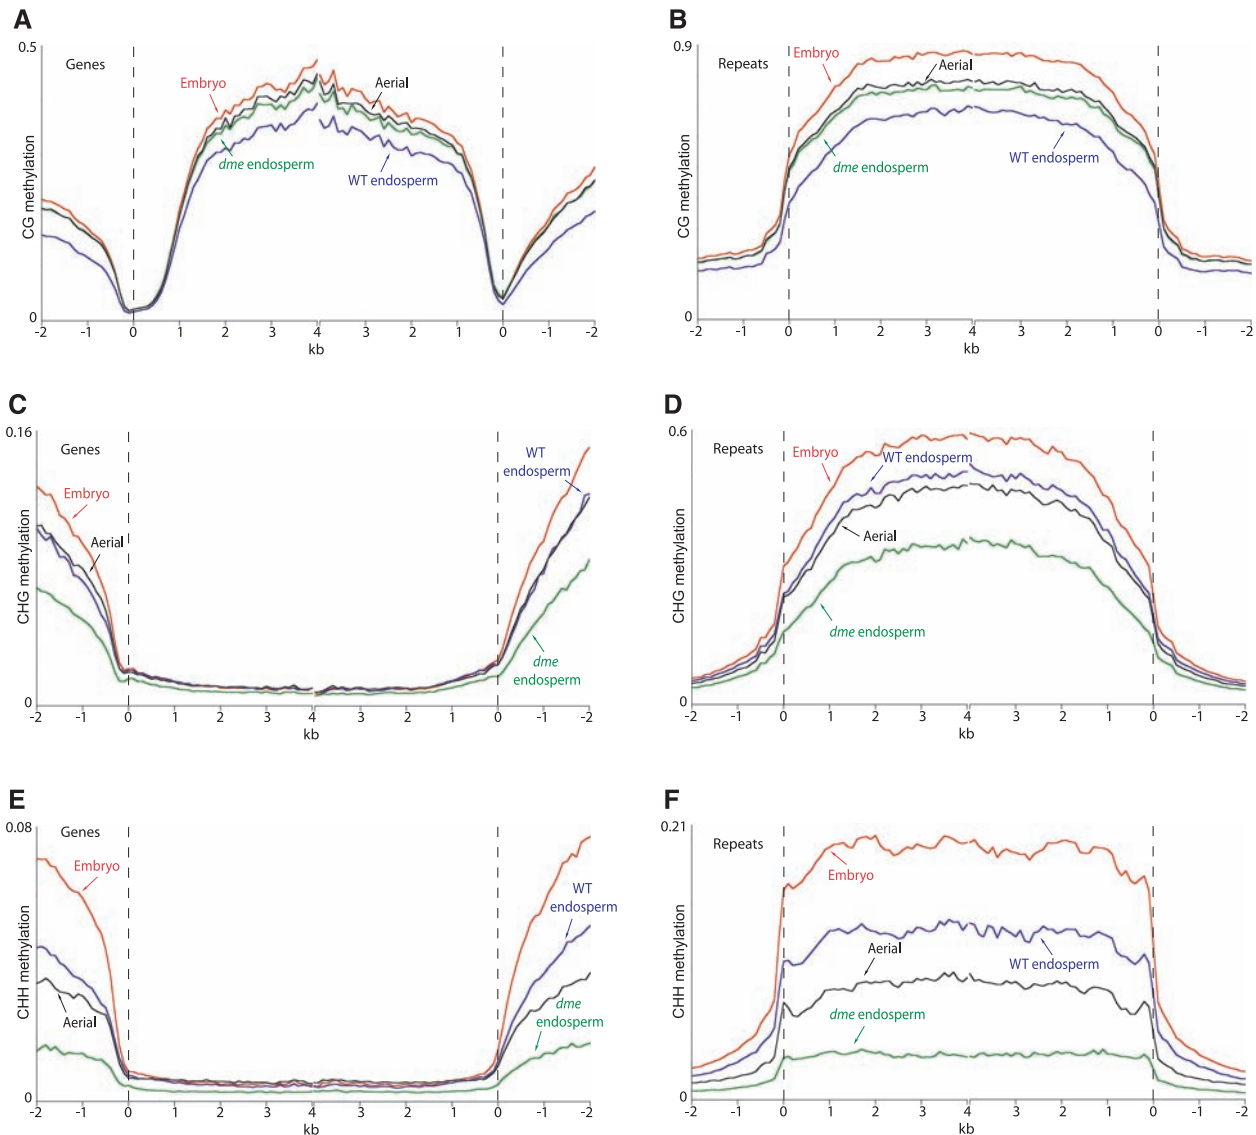 A
0.5
Genes
Embryo
Aerial
dme endosperm
WT endosperm
CG methylation
0
-2 -1 0 1 2 3 4 3 2 1 0 -1 -2
kb
B
0.9
Repeats
Embryo
Aerial
dme endosperm
WT endosperm
CG methylation
0
-2 -1 0 1 2 3 4 3 2 1 0 -1 -2
kb
C
0.16
Genes
WT
endosperm
Embryo
Aerial
dme
endosperm
CHG methylation
0
-2 -1 0 1 2 3 4 3 2 1 0 -1 -2
kb
D
0.6
Repeats
Embryo
WT endosperm
Aerial
dme endosperm
CHG methylation
0
-2 -1 0 1 2 3 4 3 2 1 0 -1 -2
kb
E
0.08
Genes
Embryo
WT
endosperm
Aerial
dme
endosperm
CHH methylation
0
-2 -1 0 1 2 3 4 3 2 1 0 -1 -2
kb
F
0.21
Repeats
Embryo
Aerial
WT endosperm
dme endosperm
CHH methylation
0
-2 -1 0 1 2 3 4 3 2 1 0 -1 -2
kb